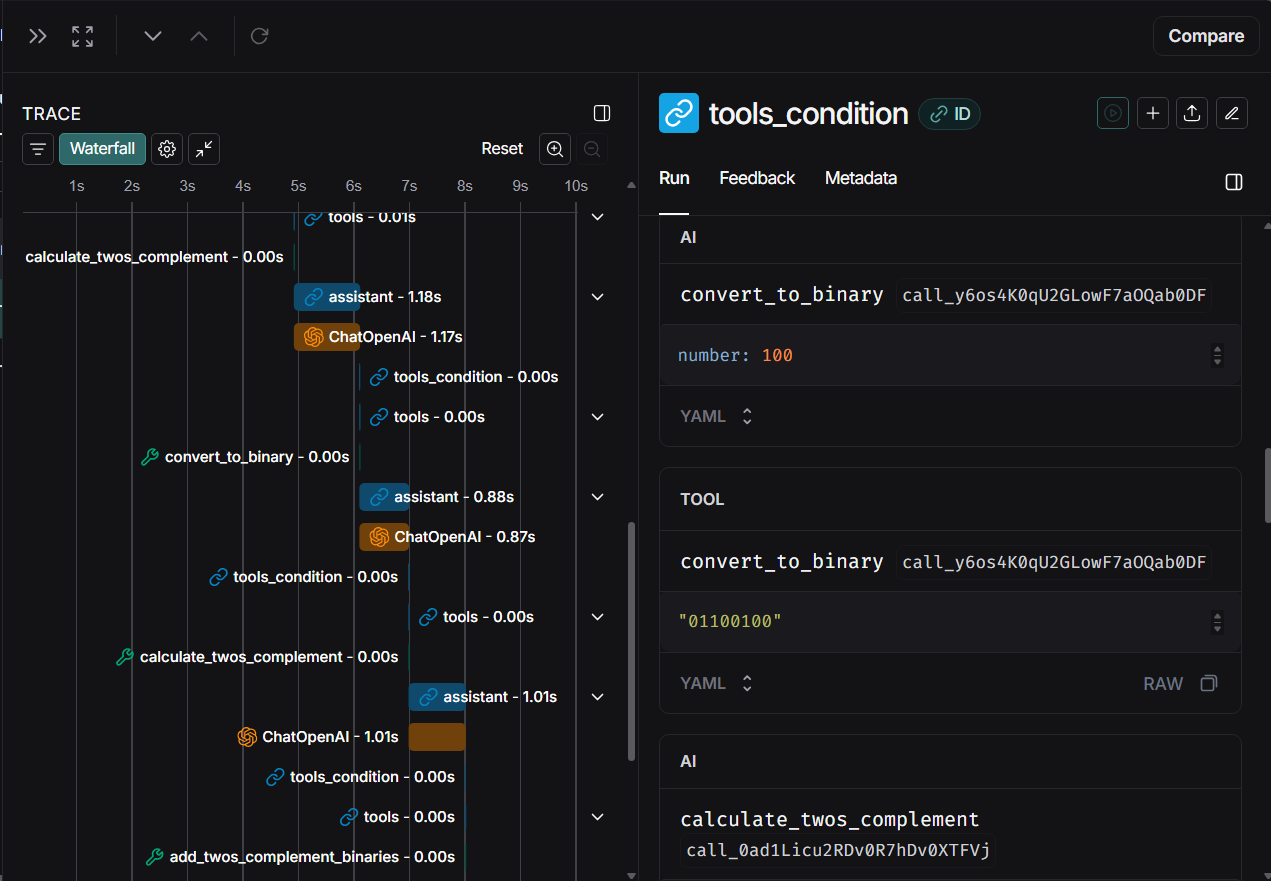 Compare
TRACE
Waterfall
Reset
1s 2s 3s 4s 5s 6s 7s 8s 9s 10s
tools - 0.01s
calculate_twos_complement - 0.00s
assistant - 1.18s
ChatOpenAI - 1.17s
tools_condition - 0.00s
tools - 0.00s
convert_to_binary - 0.00s
assistant - 0.88s
ChatOpenAI - 0.87s
tools_condition - 0.00s
tools - 0.00s
calculate_twos_complement - 0.00s
assistant - 1.01s
ChatOpenAI - 1.01s
tools_condition - 0.00s
tools - 0.00s
add_twos_complement_binaries - 0.00s
tools_condition ID
Run Feedback Metadata
AI
convert_to_binary call_y6os4K0qU2GLowF7aOQab0DF
number: 100
YAML
TOOL
convert_to_binary call_y6os4K0qU2GLowF7aOQab0DF
"01100100"
YAML RAW
AI
calculate_twos_complement
call_0ad1Licu2RDv0R7hDv0XTFVj